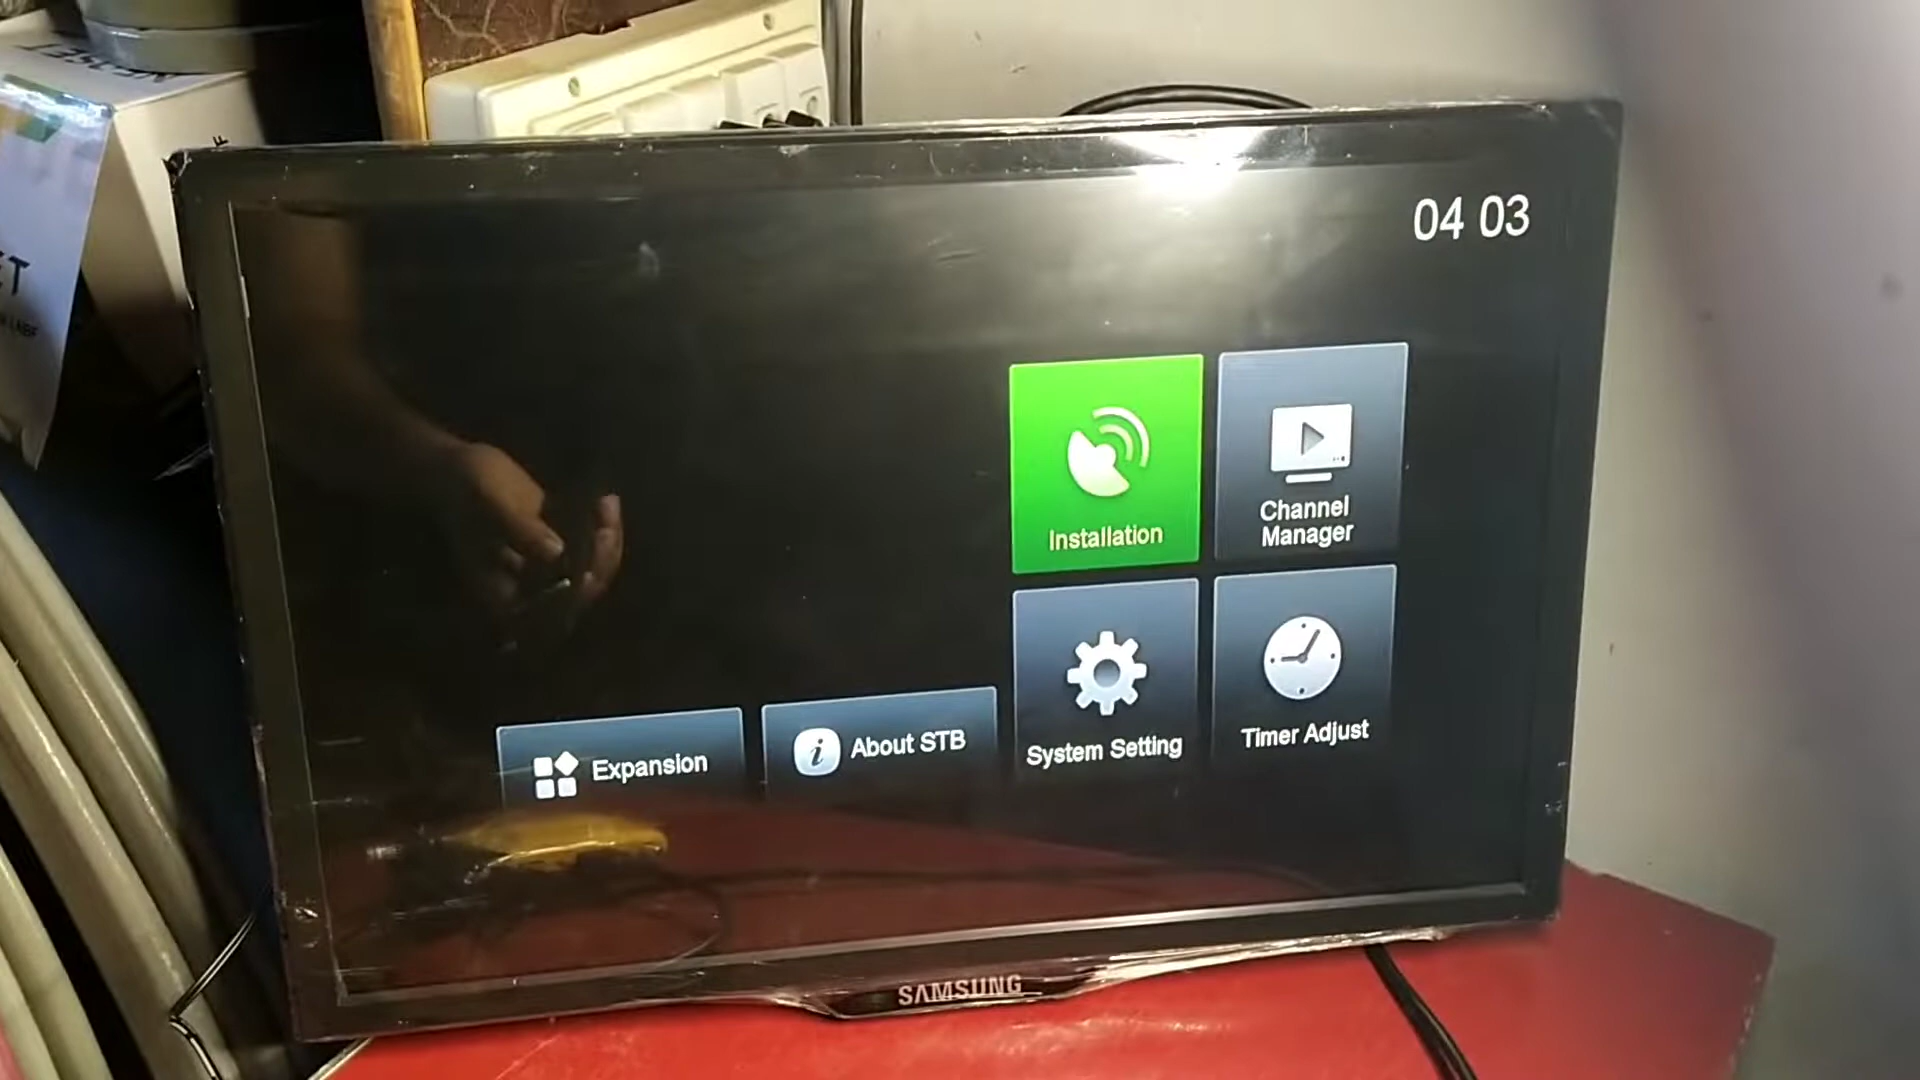 04 03
Installation
Channel
Manager
System Setting
Timer Adjust
About STB
Expansion
SAMSUNG